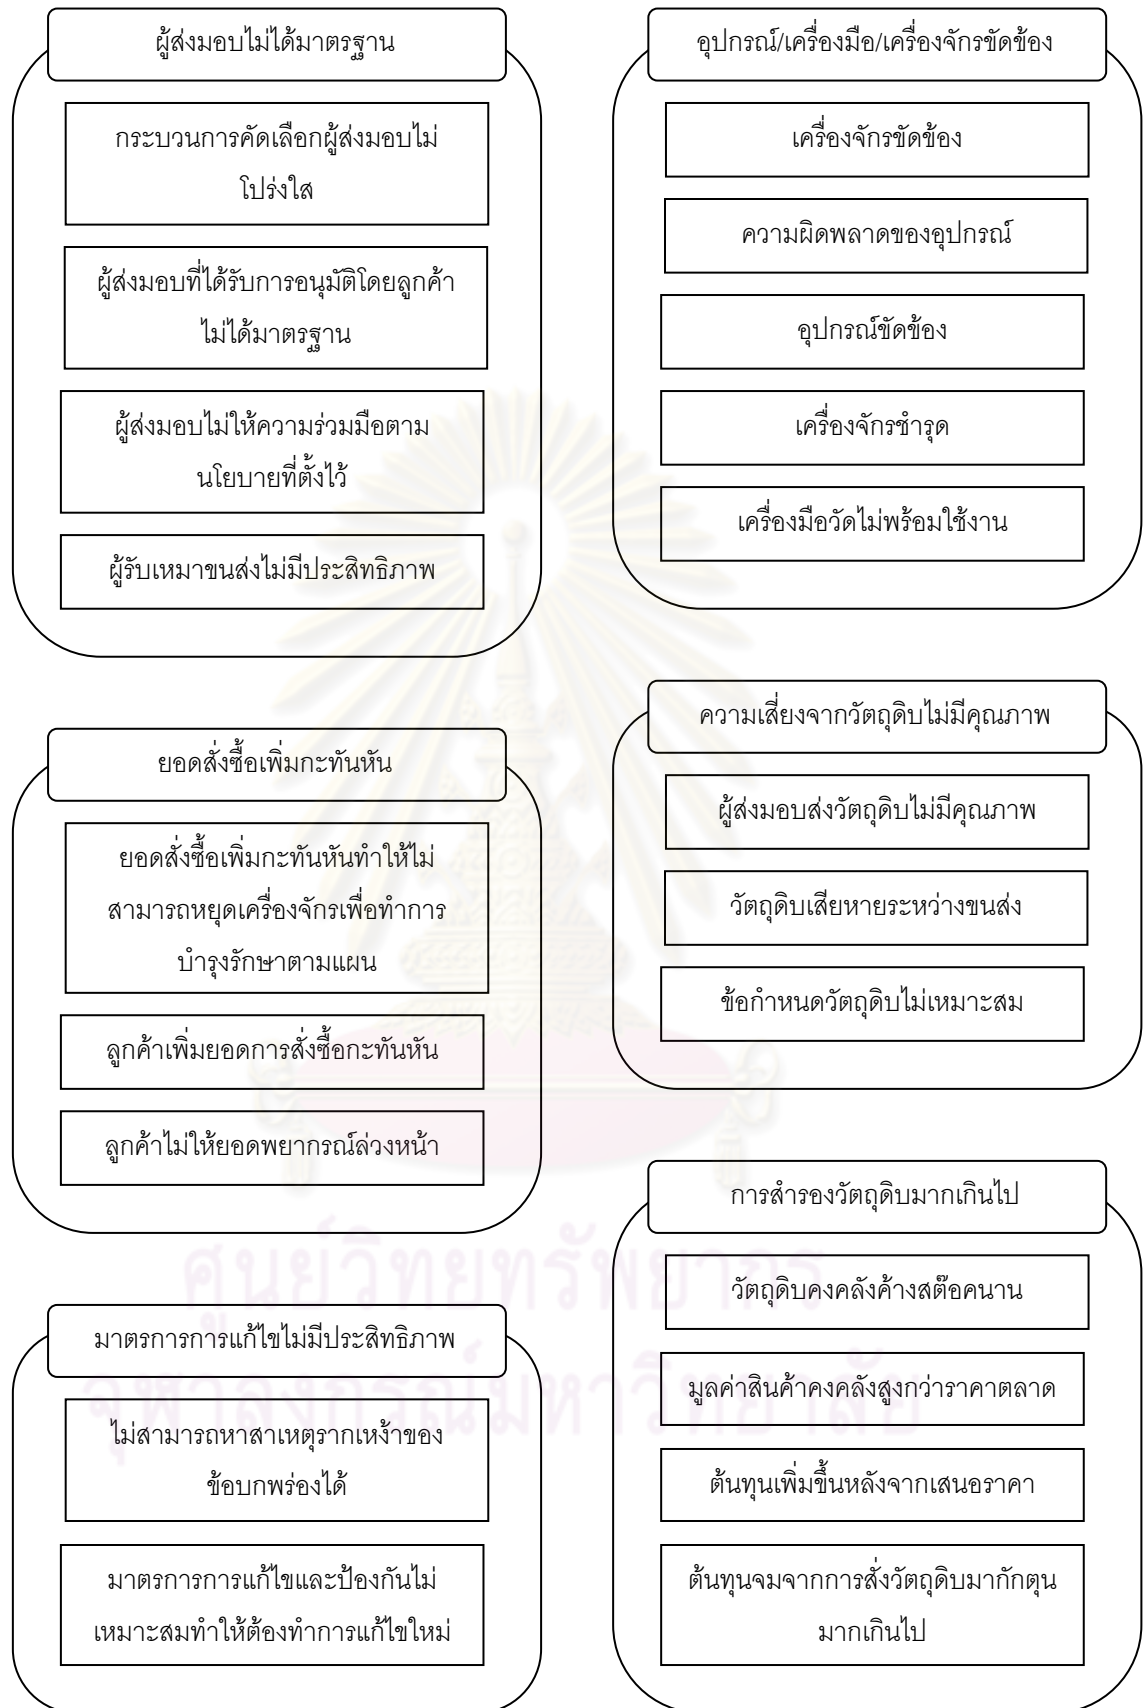 ผู้ส่งมอบไม่ได้มาตรฐาน
กระบวนการคัดเลือกผู้ส่งมอบไม่
โปร่งใส
ผู้ส่งมอบที่ได้รับการอนุมัติโดยลูกค้า
ไม่ได้มาตรฐาน
ผู้ส่งมอบไม่ให้ความร่วมมือตาม
นโยบายที่ตั้งไว้
ผู้รับเหมาขนส่งไม่มีประสิทธิภาพ
ยอดสั่งซื้อเพิ่มกะทันหัน
ยอดสั่งซื้อเพิ่มกะทันหันทำให้ไม่
สามารถหยุดเครื่องจักรเพื่อทำการ
บำรุงรักษาตามแผน
ลูกค้าเพิ่มยอดการสั่งซื้อกะทันหัน
ลูกค้าไม่ให้ยอดพยากรณ์ล่วงหน้า
มาตรการการแก้ไขไม่มีประสิทธิภาพ
ไม่สามารถหาสาเหตุรากเหง้าของ
ข้อบกพร่องได้
มาตรการการแก้ไขและป้องกันไม่
เหมาะสมทำให้ต้องทำการแก้ไขใหม่
อุปกรณ์/เครื่องมือ/เครื่องจักรขัดข้อง
เครื่องจักรขัดข้อง
ความผิดพลาดของอุปกรณ์
อุปกรณ์ขัดข้อง
เครื่องจักรชำรุด
เครื่องมือวัดไม่พร้อมใช้งาน
ความเสี่ยงจากวัตถุดิบไม่มีคุณภาพ
ผู้ส่งมอบส่งวัตถุดิบไม่มีคุณภาพ
วัตถุดิบเสียหายระหว่างขนส่ง
ข้อกำหนดวัตถุดิบไม่เหมาะสม
การสำรองวัตถุดิบมากเกินไป
วัตถุดิบคงคลังค้างสต๊อคนาน
มูลค่าสินค้าคงคลังสูงกว่าราคาตลาด
ต้นทุนเพิ่มขึ้นหลังจากเสนอราคา
ต้นทุนจมจากการสั่งวัตถุดิบมากักตุน
มากเกินไป
ศูนย์วิทยทรัพยากร
จุฬาลงกรณ์มหาวิทยาลัย